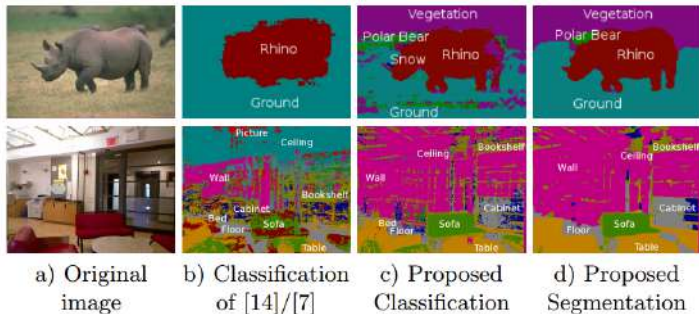 Rhino
Ground
Vegetation
Polar Bear
Rhino
Snow
Ground
Vegetation
Polar Bear
Rhino
Ground
Picture
Ceiling
Wall
Bookshelf
Cabinet
Bed
Sofa
Floor
Table
Bookshelf
Ceiling
Wall
Cabinet
Bed
Sofa
Floor
Table
Bookshelf
Ceiling
Wall
Cabinet
Sofa
Floor
Table
a) Original
image
b) Classification
of [14]/[7]
c) Proposed
Classification
d) Proposed
Segmentation